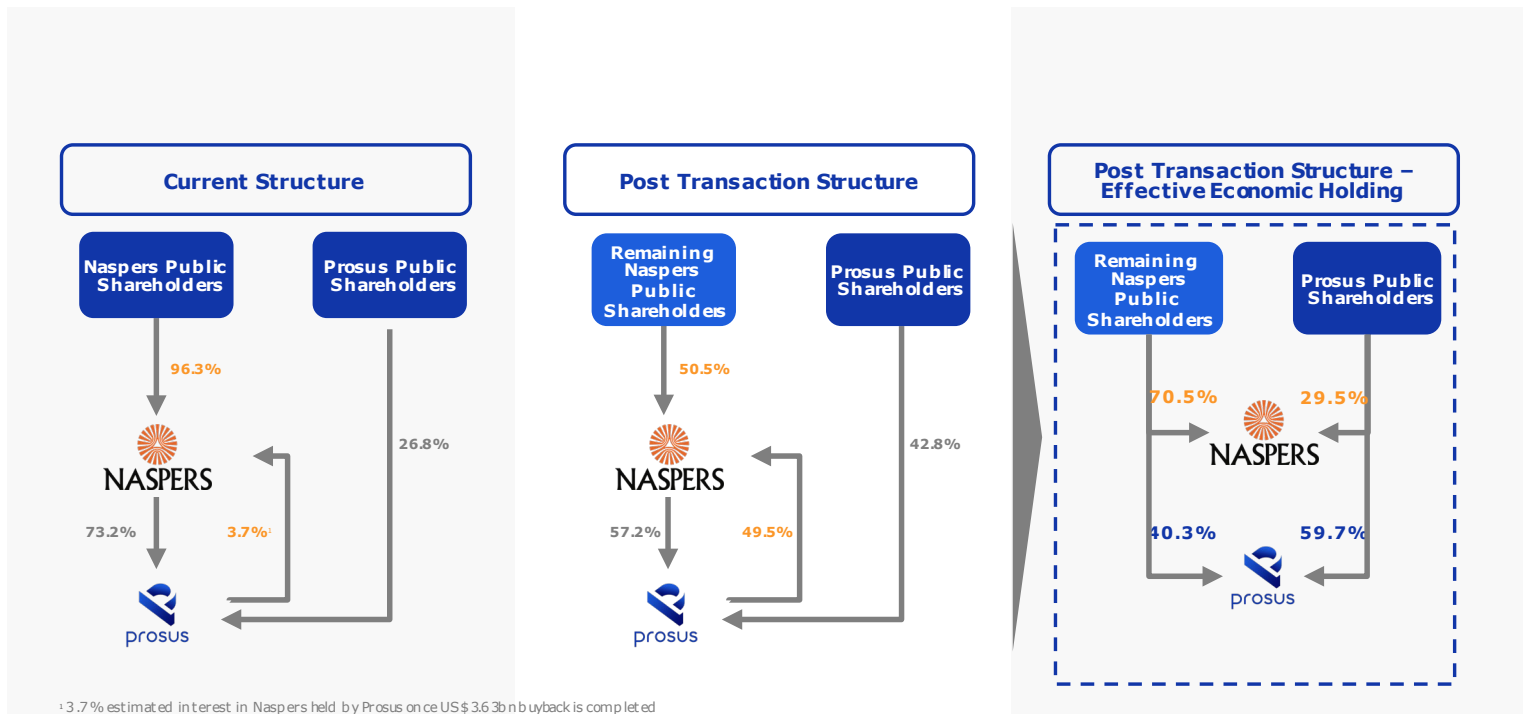 Current Structure
Naspers Public
Shareholders
Prosus Public
Shareholders
96.3%
26.8%
NASPERS
73.2%
3.7%¹
prosus
Post Transaction Structure
Remaining
Naspers
Public
Shareholders
Prosus Public
Shareholders
50.5%
42.8%
NASPERS
57.2%
49.5%
prosus
Post Transaction Structure –
Effective Economic Holding
Remaining
Naspers
Public
Shareholders
Prosus Public
Shareholders
70.5%
29.5%
NASPERS
40.3%
59.7%
prosus
¹ 3.7% estimated interest in Naspers held by Prosus once US$3.63bn buyback is completed